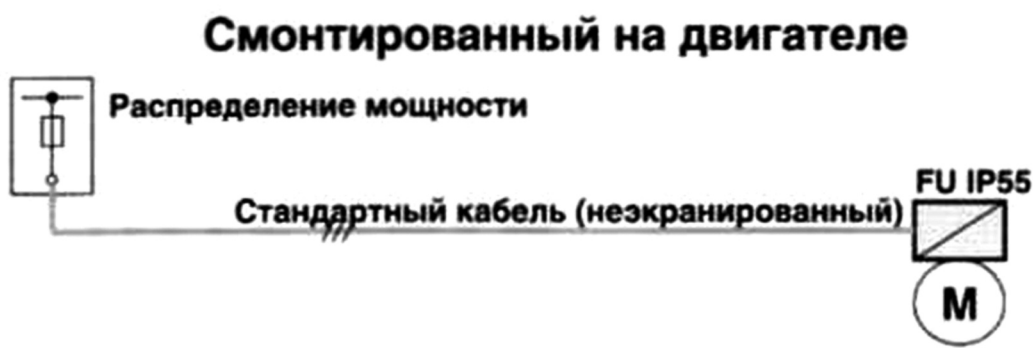 Смонтированный на двигателе
Распределение мощности
FU IP55
Стандартный кабель (неэкранированный)
M